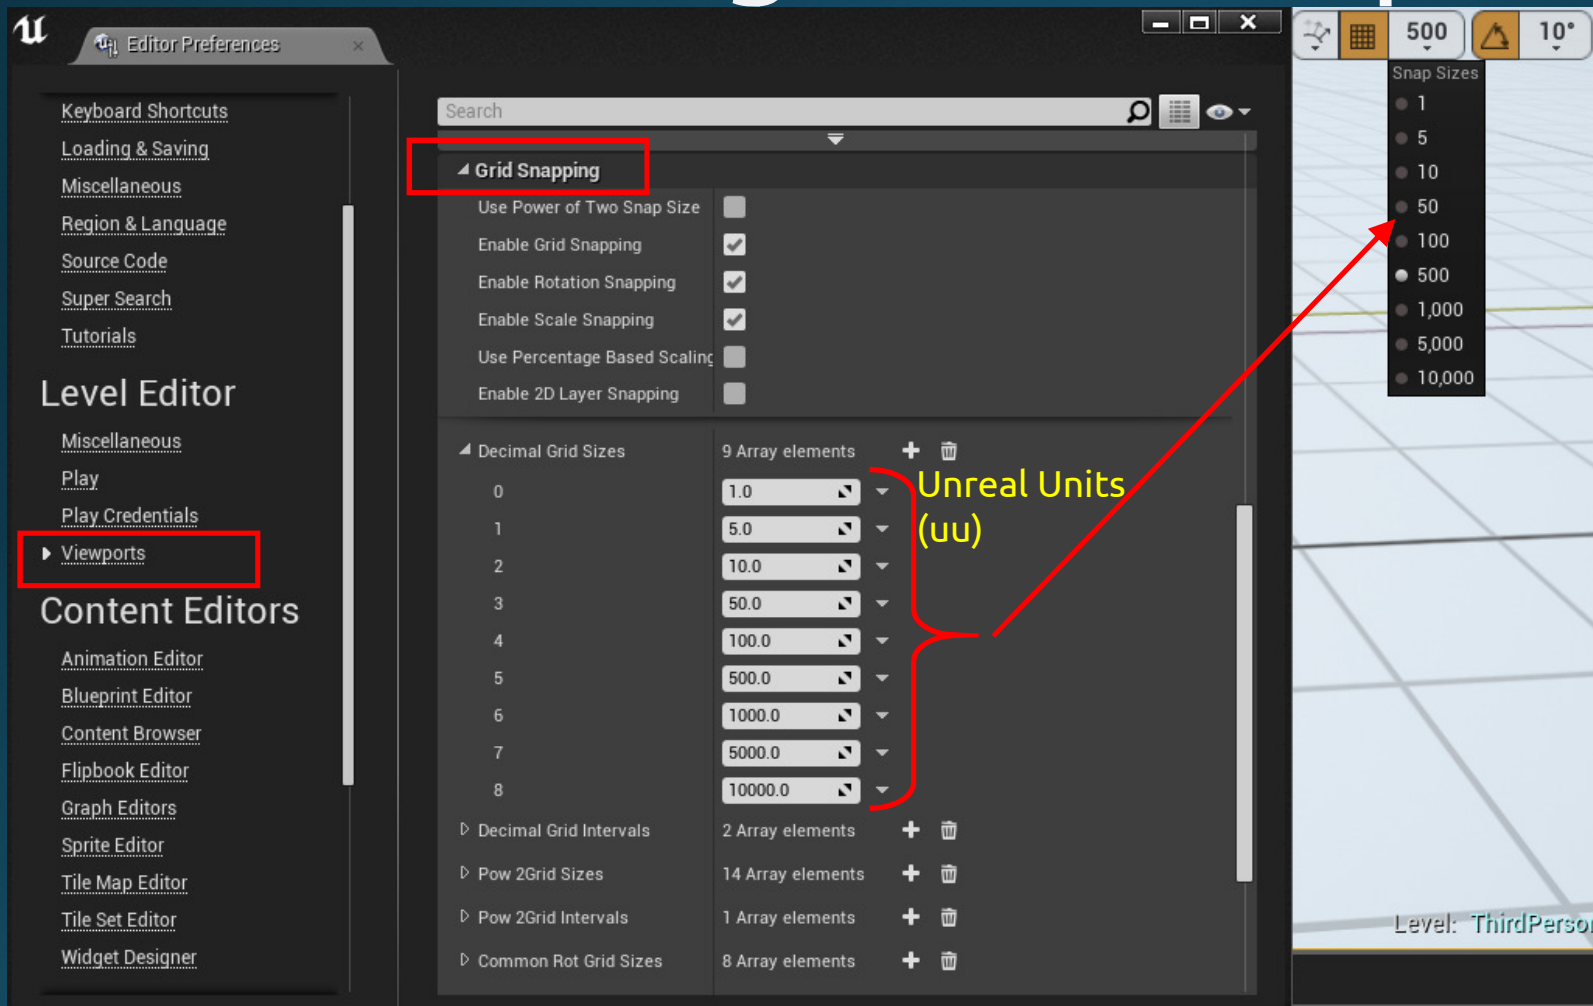 Editor Preferences
Keyboard Shortcuts
Loading & Saving
Miscellaneous
Region & Language
Source Code
Super Search
Tutorials
Level Editor
Miscellaneous
Play
Play Credentials
Viewports
Content Editors
Animation Editor
Blueprint Editor
Content Browser
Flipbook Editor
Graph Editors
Sprite Editor
Tile Map Editor
Tile Set Editor
Widget Designer
Search
Grid Snapping
Use Power of Two Snap Size
Enable Grid Snapping
Enable Rotation Snapping
Enable Scale Snapping
Use Percentage Based Scaling
Enable 2D Layer Snapping
Decimal Grid Sizes 9 Array elements
0 1.0
1 5.0
2 10.0
3 50.0
4 100.0
5 500.0
6 1000.0
7 5000.0
8 10000.0
Unreal Units
(uu)
Decimal Grid Intervals 2 Array elements
Pow 2Grid Sizes 14 Array elements
Pow 2Grid Intervals 1 Array elements
Common Rot Grid Sizes 8 Array elements
500 10°
Snap Sizes
1
5
10
50
100
500
1,000
5,000
10,000
Level: ThirdPerson